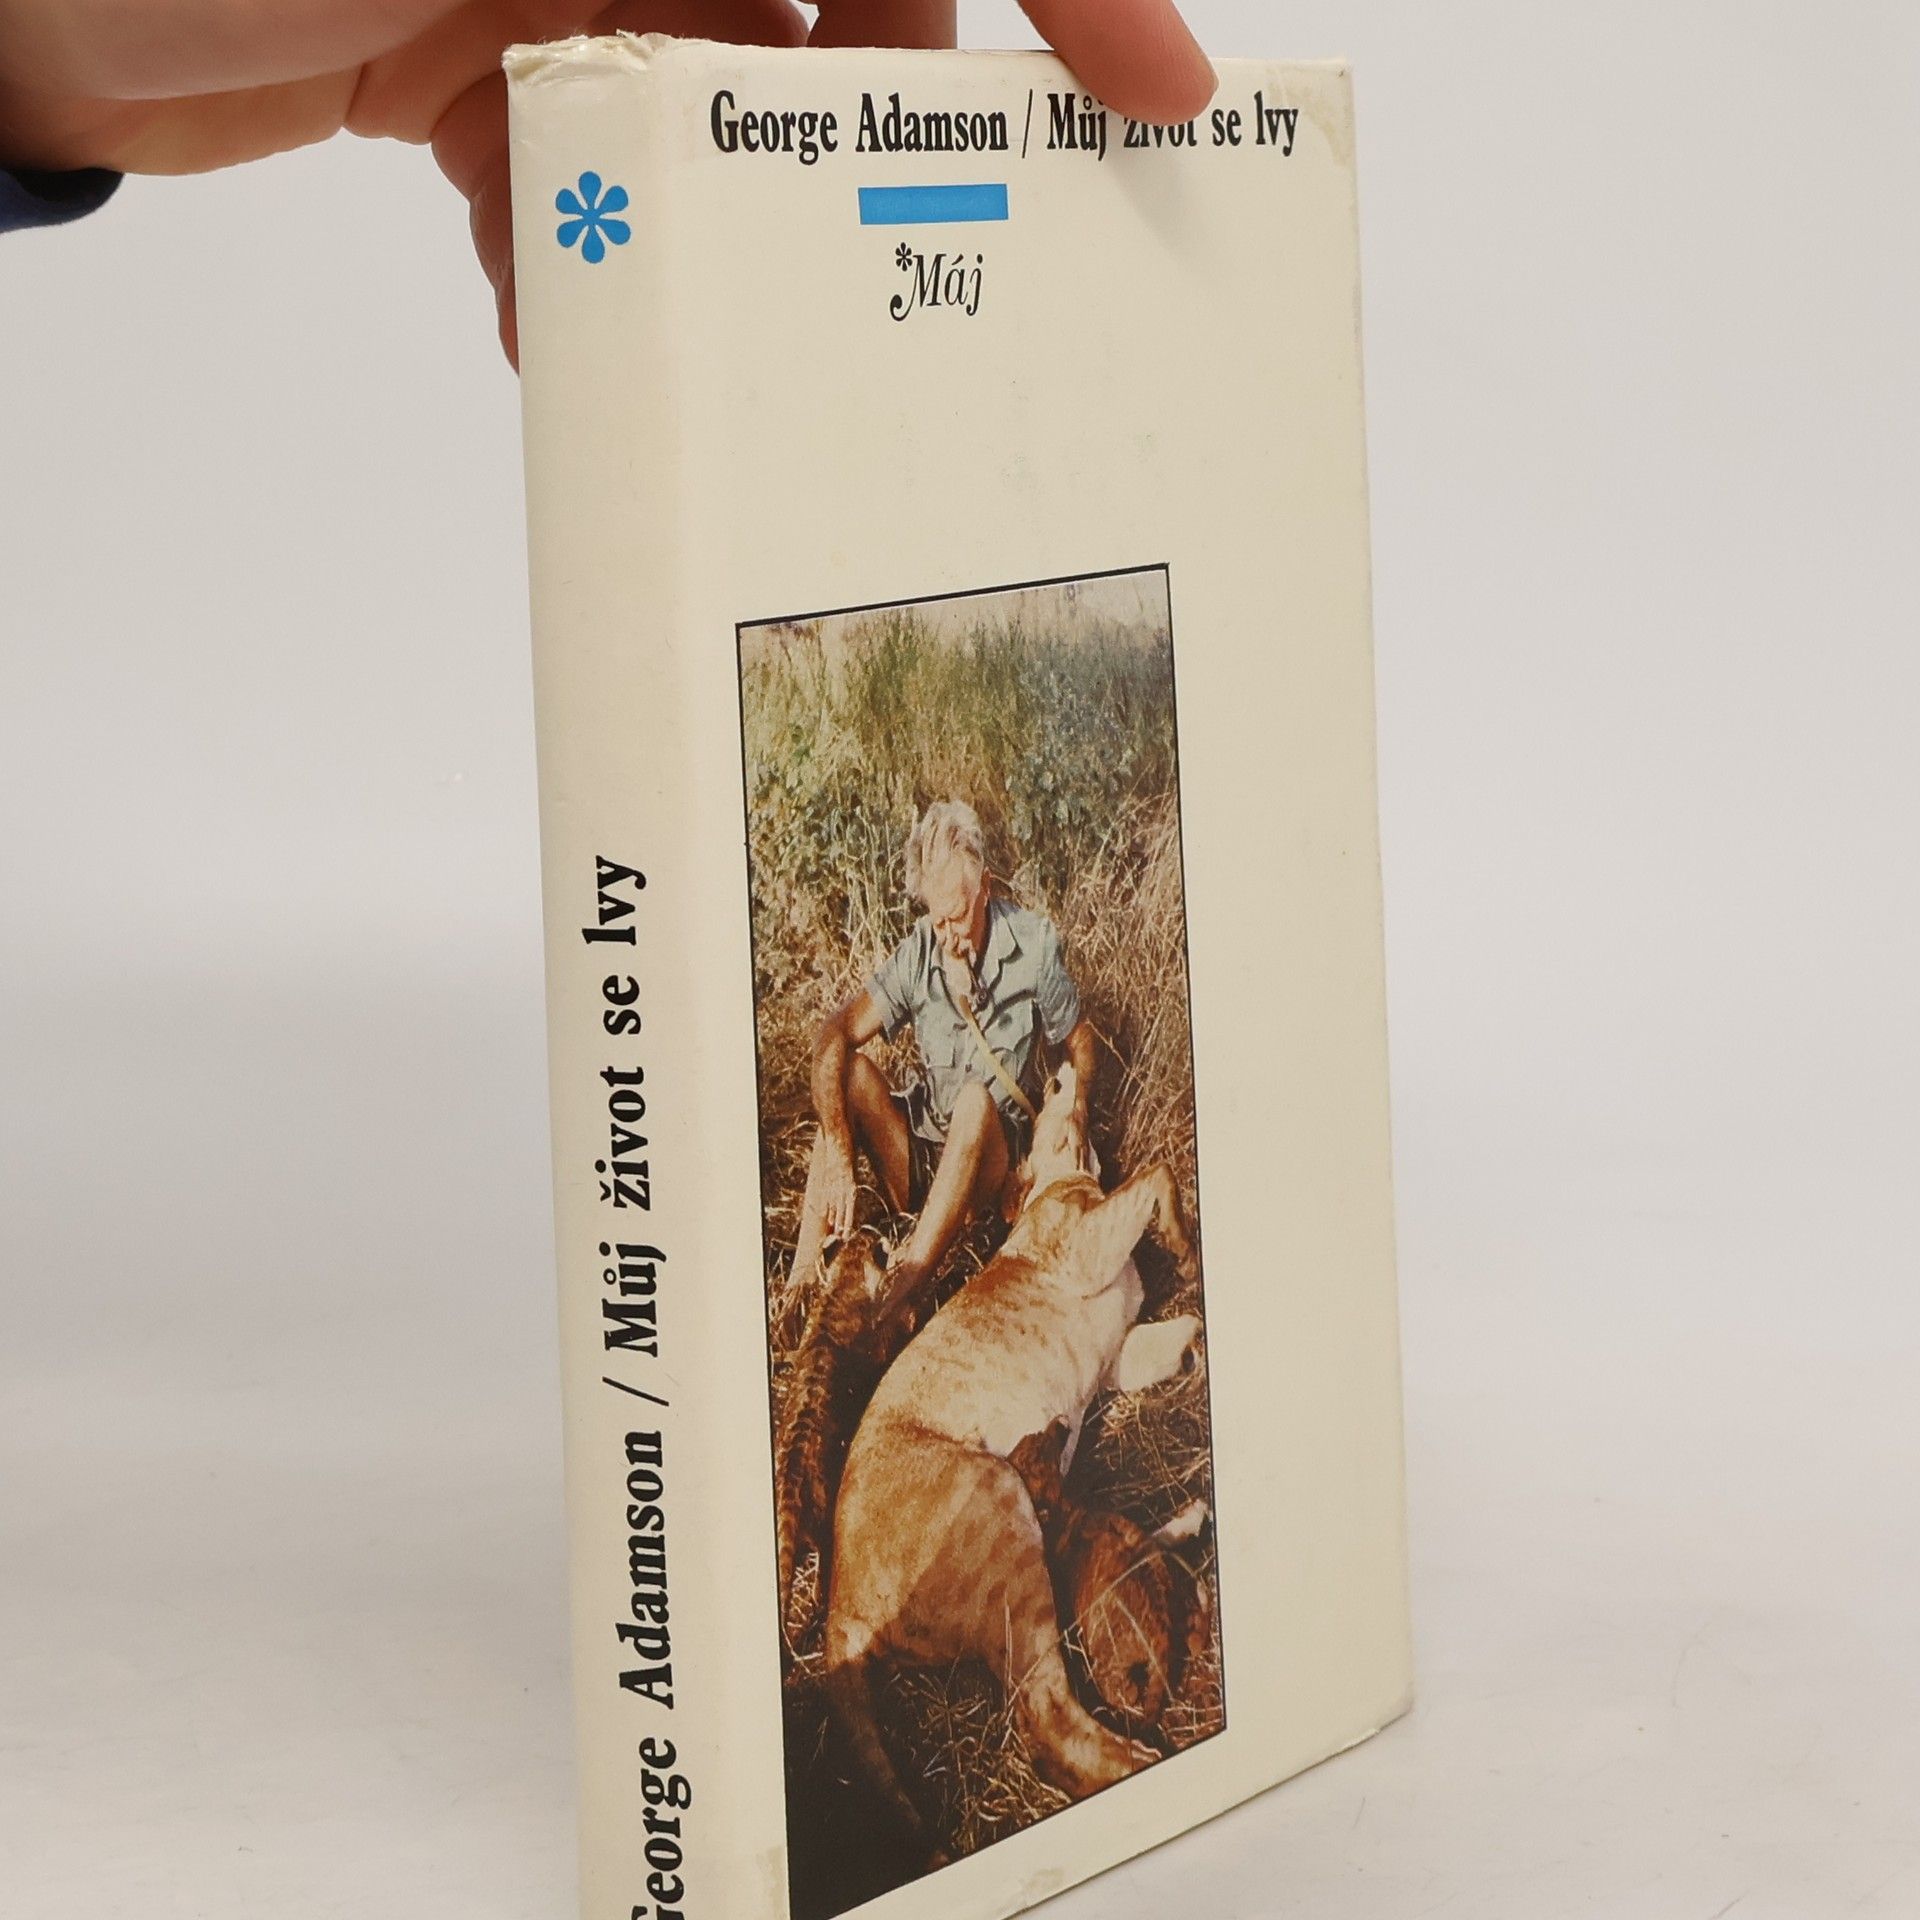 George Adamson / Můj život se lvy
*Máj
George Adamson / Můj život se lvy